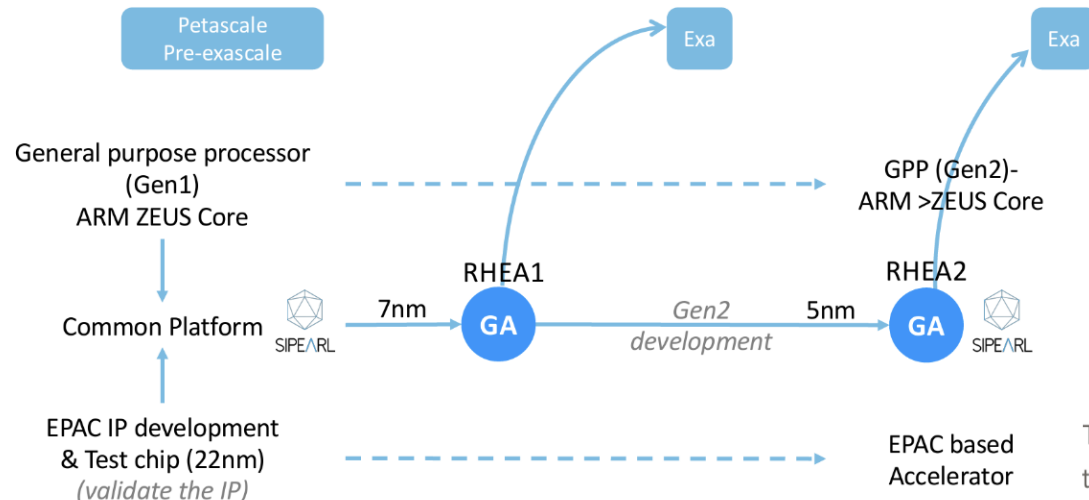 Petascale
Pre-exascale
Exa
Exa
General purpose processor
(Gen1)
ARM ZEUS Core
GPP (Gen2)-
ARM >ZEUS Core
RHEA1
RHEA2
Common Platform
SIPEARL
7nm
GA
Gen2
development
5nm
GA
SIPEARL
EPAC IP development
& Test chip (22nm)
(validate the IP)
EPAC based
Accelerator